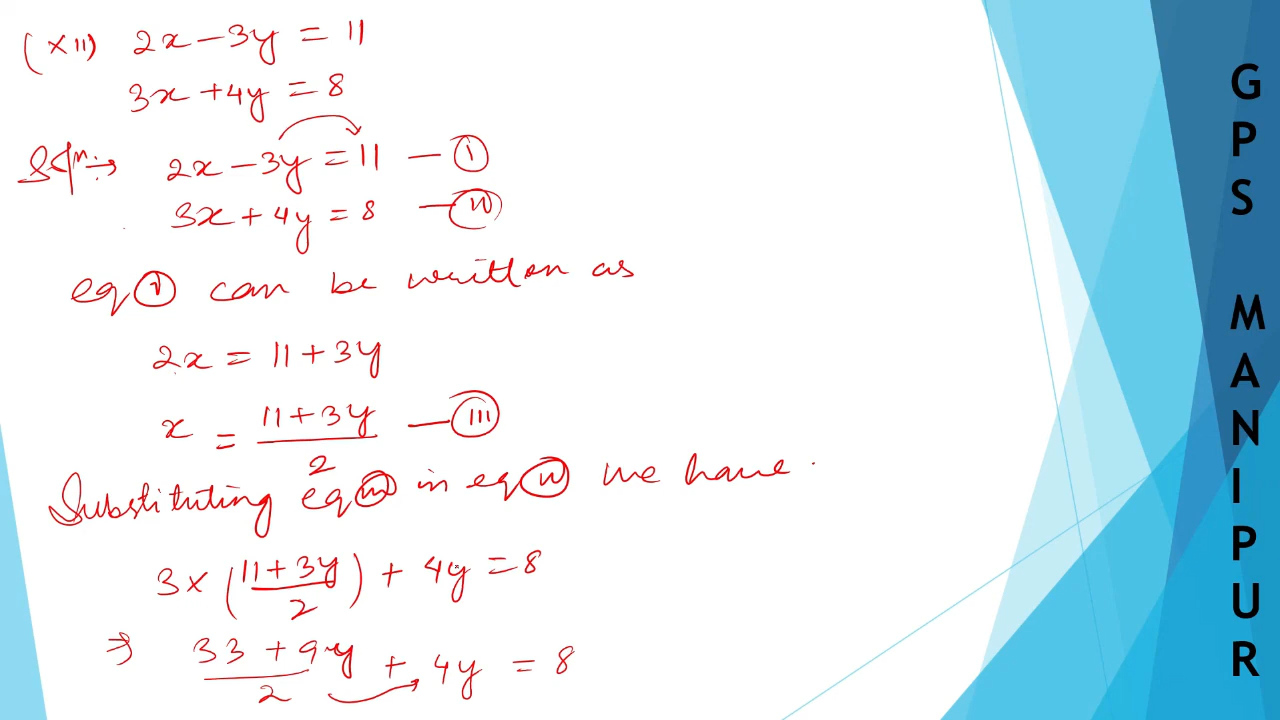 (XII) 2x – 3y = 11
3x + 4y = 8
Solⁿ:→ 2x – 3y = 11 — (I)
3x + 4y = 8 — (II)
eq (I) can be written as
2x = 11 + 3y
x = (11 + 3y)/2 — (III)
Substituting eq (III) in eq (II) we have.
3 × ((11 + 3y)/2) + 4y = 8
⇒ (33 + 9y)/2 + 4y = 8
GPS MANIPUR